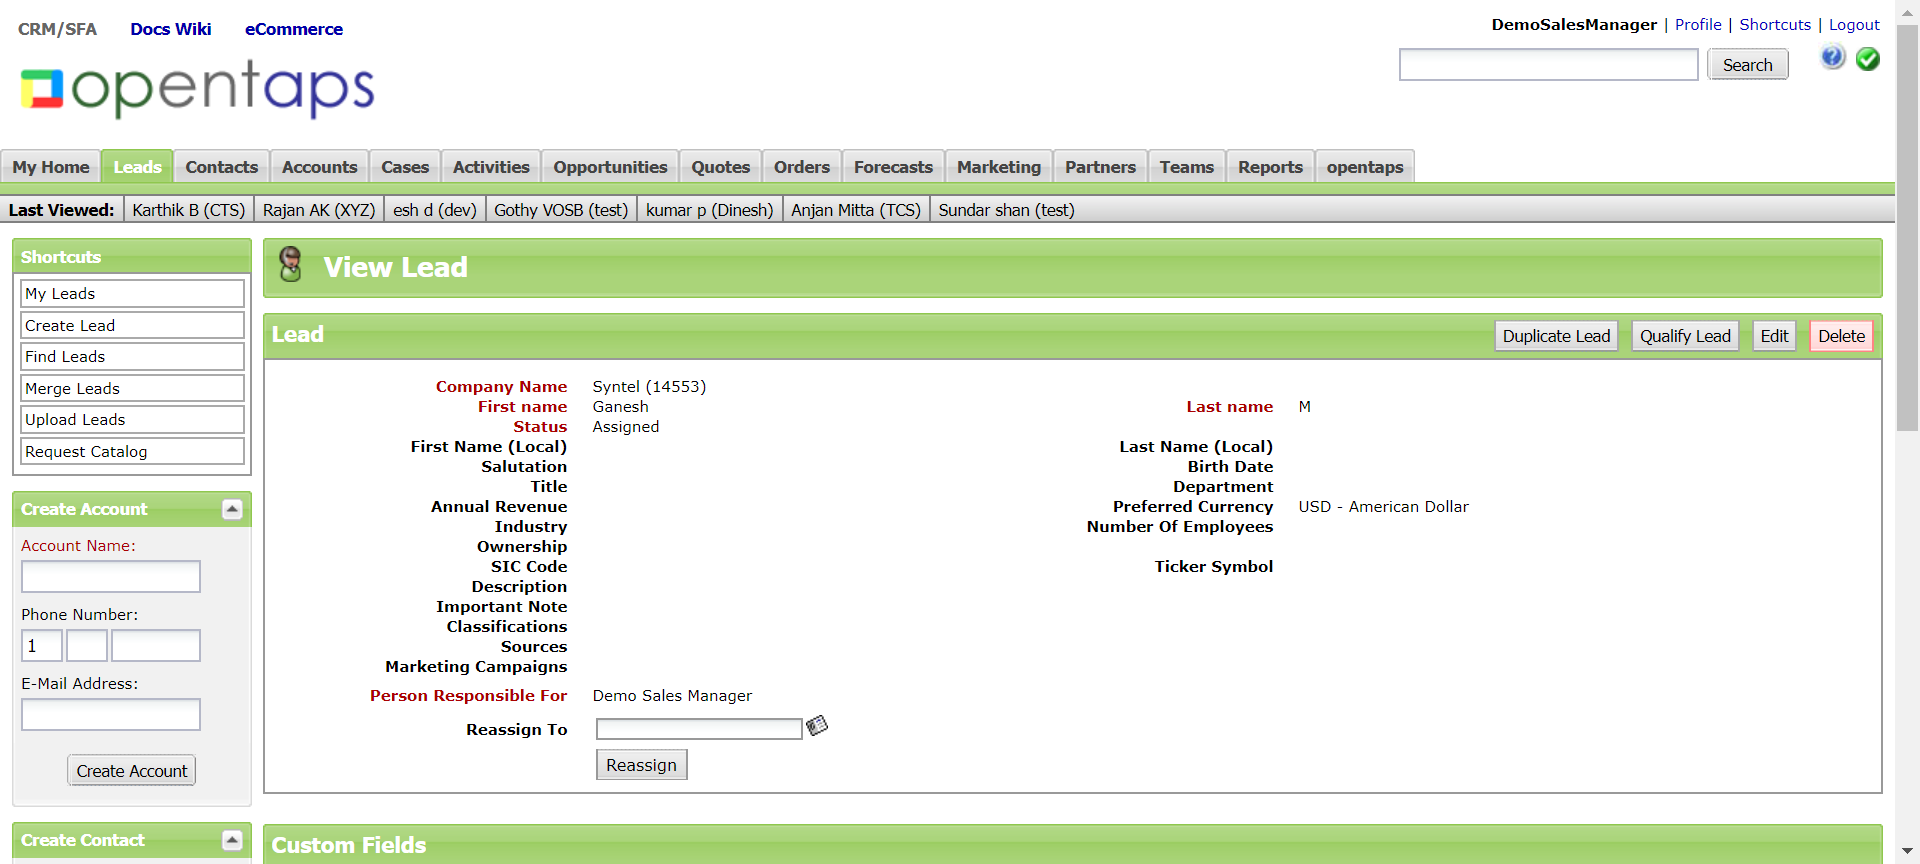 CRM/SFA Docs Wiki eCommerce
DemoSalesManager | Profile | Shortcuts | Logout
Search
opentaps
My Home Leads Contacts Accounts Cases Activities Opportunities Quotes Orders Forecasts Marketing Partners Teams Reports opentaps
Last Viewed: Karthik B (CTS) Rajan AK (XYZ) esh d (dev) Gothy VOSB (test) kumar p (Dinesh) Anjan Mitta (TCS) Sundar shan (test)
Shortcuts
My Leads
Create Lead
Find Leads
Merge Leads
Upload Leads
Request Catalog
Create Account
Account Name:
Phone Number:
1
E-Mail Address:
Create Account
Create Contact
View Lead
Lead
Duplicate Lead Qualify Lead Edit Delete
Company Name Syntel (14553)
First name Ganesh Last name M
Status Assigned
First Name (Local) Last Name (Local)
Salutation Birth Date
Title Department
Annual Revenue Preferred Currency USD - American Dollar
Industry Number Of Employees
Ownership
SIC Code Ticker Symbol
Description
Important Note
Classifications
Sources
Marketing Campaigns
Person Responsible For Demo Sales Manager
Reassign To
Reassign
Custom Fields